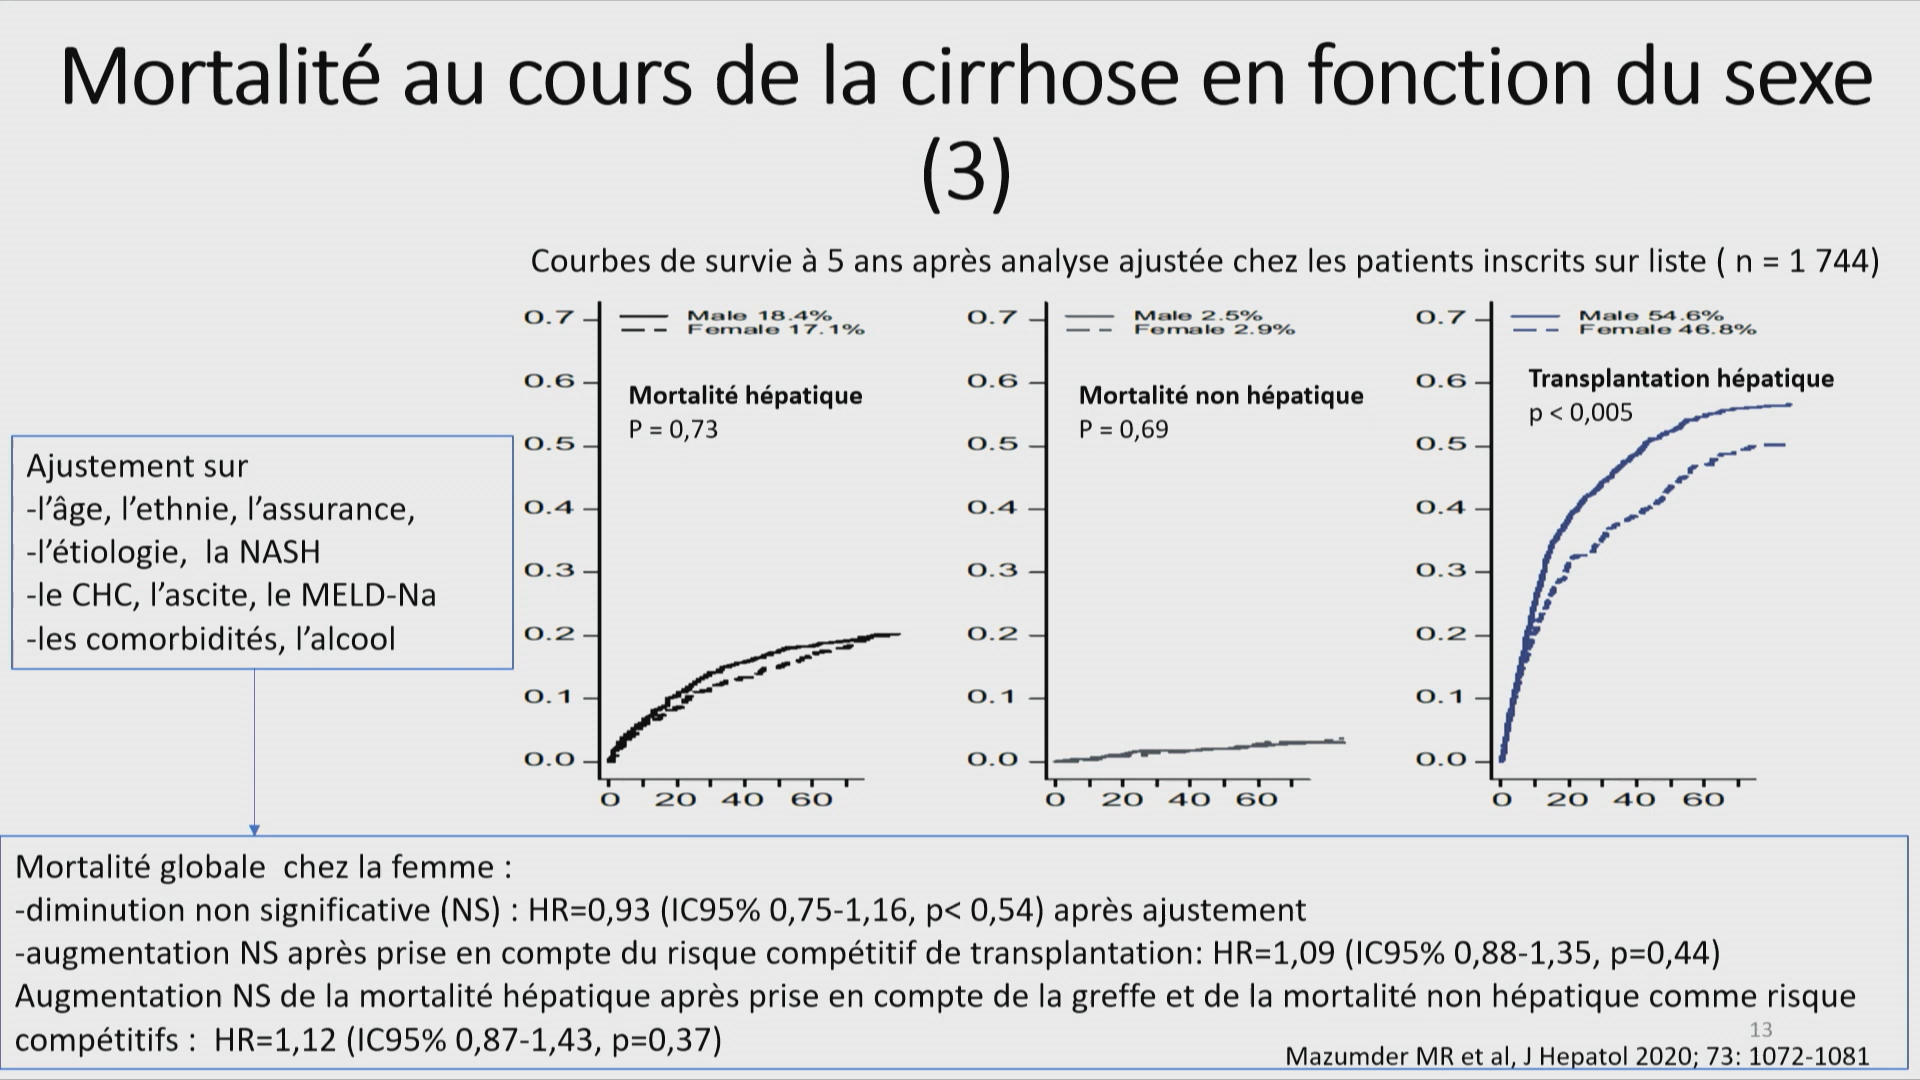 Mortalité au cours de la cirrhose en fonction du sexe
(3)
Courbes de survie à 5 ans après analyse ajustée chez les patients inscrits sur liste ( n = 1 744)
0.7
Male 18.4%
Female 17.1%
0.6
Mortalité hépatique
P = 0,73
0.5
0.4
0.3
0.2
0.1
0.0
0 20 40 60
0.7
Male 2.5%
Female 2.9%
0.6
Mortalité non hépatique
P = 0,69
0.5
0.4
0.3
0.2
0.1
0.0
0 20 40 60
0.7
Male 54.6%
Female 46.8%
0.6
Transplantation hépatique
p < 0,005
0.5
0.4
0.3
0.2
0.1
0.0
0 20 40 60
Ajustement sur
-l’âge, l’ethnie, l’assurance,
-l’étiologie,  la NASH
-le CHC, l’ascite, le MELD-Na
-les comorbidités, l’alcool
Mortalité globale  chez la femme :
-diminution non significative (NS) : HR=0,93 (IC95% 0,75-1,16, p< 0,54) après ajustement
-augmentation NS après prise en compte du risque compétitif de transplantation: HR=1,09 (IC95% 0,88-1,35, p=0,44)
Augmentation NS de la mortalité hépatique après prise en compte de la greffe et de la mortalité non hépatique comme risque
compétitifs :  HR=1,12 (IC95% 0,87-1,43, p=0,37)
13
Mazumder MR et al, J Hepatol 2020; 73: 1072-1081